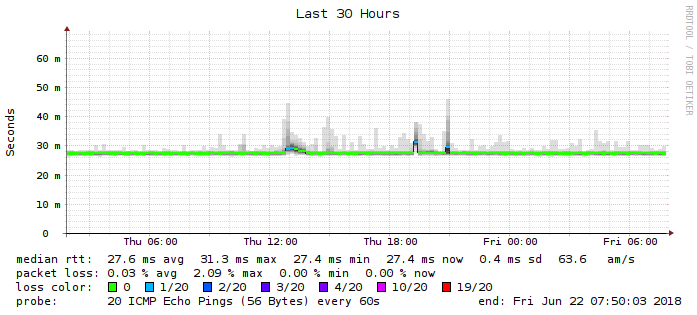 Last 30 Hours
RRDTOOL / TOBI OETIKER
Seconds
60 m
50 m
40 m
30 m
20 m
10 m
0
Thu 06:00 Thu 12:00 Thu 18:00 Fri 00:00 Fri 06:00
median rtt: 27.6 ms avg 31.3 ms max 27.4 ms min 27.4 ms now 0.4 ms sd 63.6 am/s
packet loss: 0.03 % avg 2.09 % max 0.00 % min 0.00 % now
loss color: 0 1/20 2/20 3/20 4/20 10/20 19/20
probe: 20 ICMP Echo Pings (56 Bytes) every 60s end: Fri Jun 22 07:50:03 2018